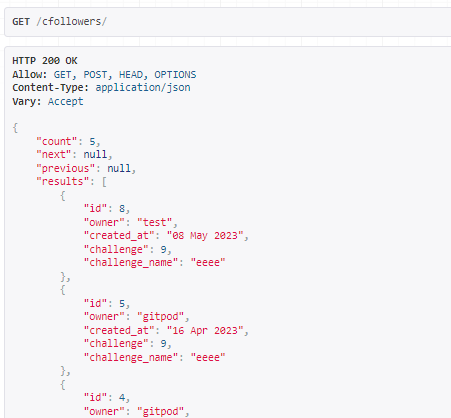 GET /cfollowers/
HTTP 200 OK
Allow: GET, POST, HEAD, OPTIONS
Content-Type: application/json
Vary: Accept
{
"count": 5,
"next": null,
"previous": null,
"results": [
{
"id": 8,
"owner": "test",
"created_at": "08 May 2023",
"challenge": 9,
"challenge_name": "eeee"
},
{
"id": 5,
"owner": "gitpod",
"created_at": "16 Apr 2023",
"challenge": 9,
"challenge_name": "eeee"
},
{
"id": 4,
"owner": "gitpod",